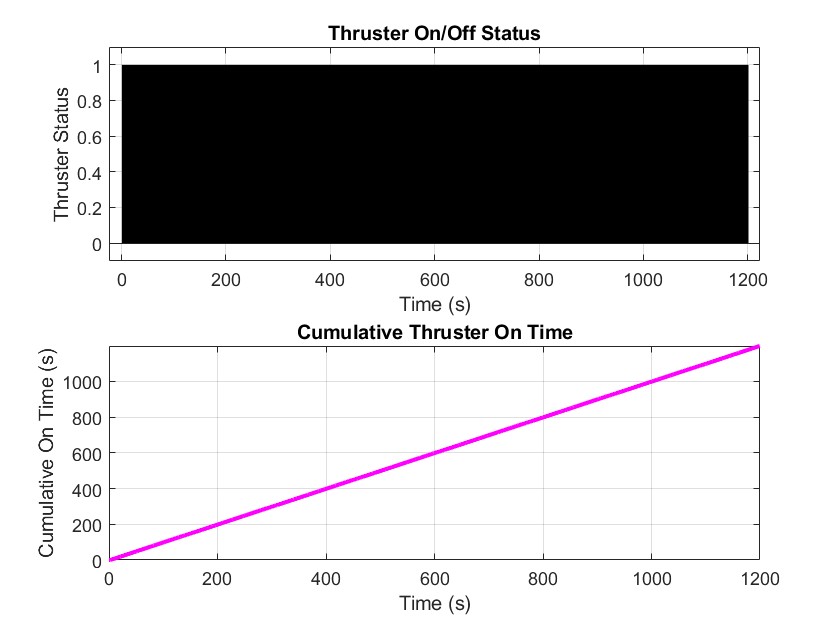 Thruster On/Off Status
Thruster Status
1
0.8
0.6
0.4
0.2
0
0 200 400 600 800 1000 1200
Time (s)
Cumulative Thruster On Time
Cumulative On Time (s)
1000
800
600
400
200
0
0 200 400 600 800 1000 1200
Time (s)